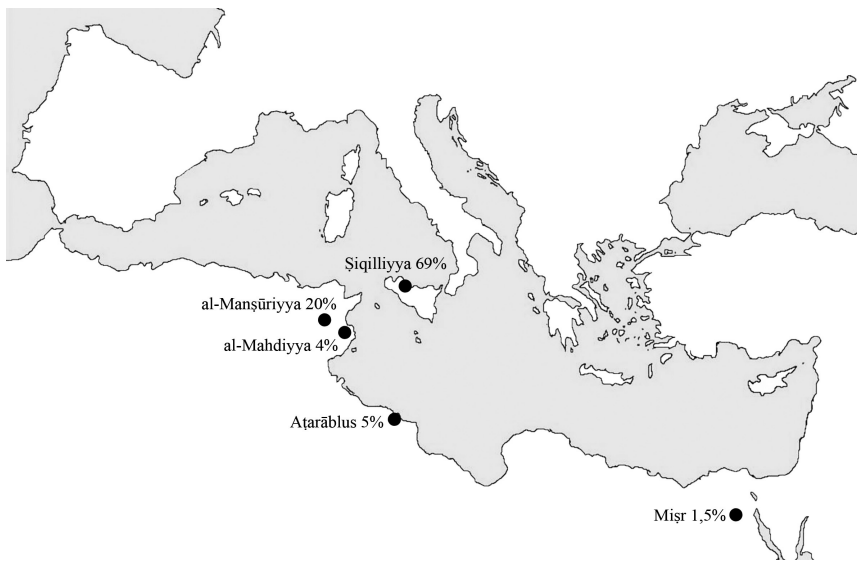 Ṣiqilliyya 69%
al-Manṣūriyya 20%
al-Mahdiyya 4%
Aṭarāblus 5%
Miṣr 1,5%